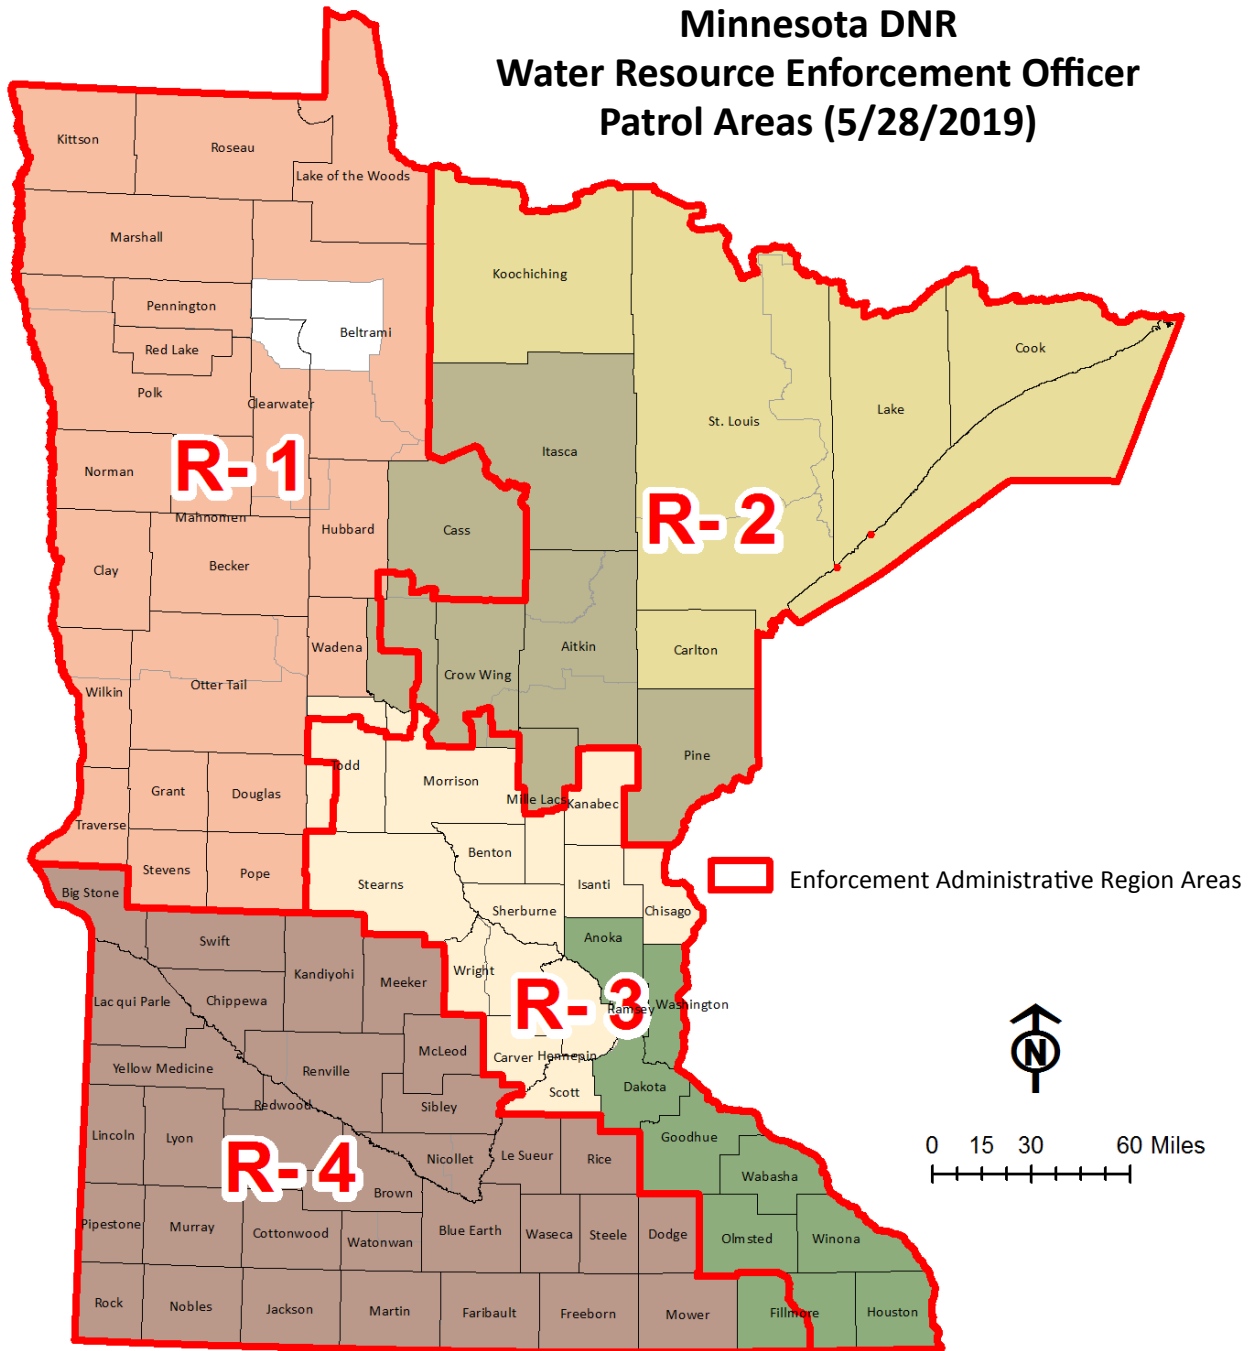 Minnesota DNR
Water Resource Enforcement Officer
Patrol Areas (5/28/2019)
Kittson
Roseau
Lake of the Woods
Marshall
Koochiching
Pennington
Beltrami
Red Lake
Cook
Polk
Clearwater
Lake
St. Louis
Itasca
Norman
R- 1
R- 2
Mahnomen
Hubbard
Cass
Clay
Becker
Wadena
Aitkin
Carlton
Crow Wing
Otter Tail
Wilkin
Pine
Todd
Morrison
Grant
Douglas
Mille Lacs
Kanabec
Traverse
Benton
Stevens
Pope
Stearns
Isanti
Enforcement Administrative Region Areas
Big Stone
Sherburne
Chisago
Anoka
Swift
Kandiyohi
Wright
Meeker
Lac qui Parle
Chippewa
R- 3
Ramsey
Washington
McLeod
Carver
Hennepin
N
Yellow Medicine
Renville
Scott
Dakota
Redwood
Sibley
Lincoln
Lyon
Goodhue
0 15 30 60 Miles
R- 4
Nicollet
Le Sueur
Rice
Wabasha
Brown
Pipestone
Murray
Cottonwood
Watonwan
Blue Earth
Waseca
Steele
Dodge
Olmsted
Winona
Rock
Nobles
Jackson
Martin
Faribault
Freeborn
Mower
Fillmore
Houston